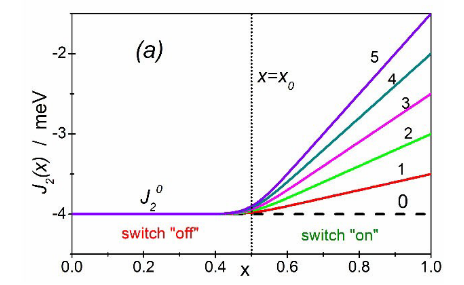 (a)
x=x0
5
4
3
2
1
0
J2(x) / meV
-2
-3
-4
J2 0
switch "off"
switch "on"
0.0 0.2 0.4 0.6 0.8 1.0
x